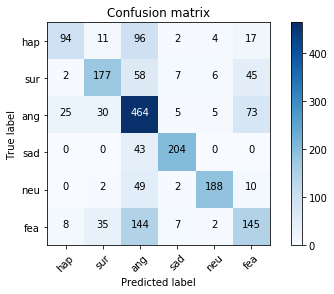 Confusion matrix
True label
hap 94 11 96 2 4 17
sur 2 177 58 7 6 45
ang 25 30 464 5 5 73
sad 0 0 43 204 0 0
neu 0 2 49 2 188 10
fea 8 35 144 7 2 145
hap sur ang sad neu fea
Predicted label
400
300
200
100
0